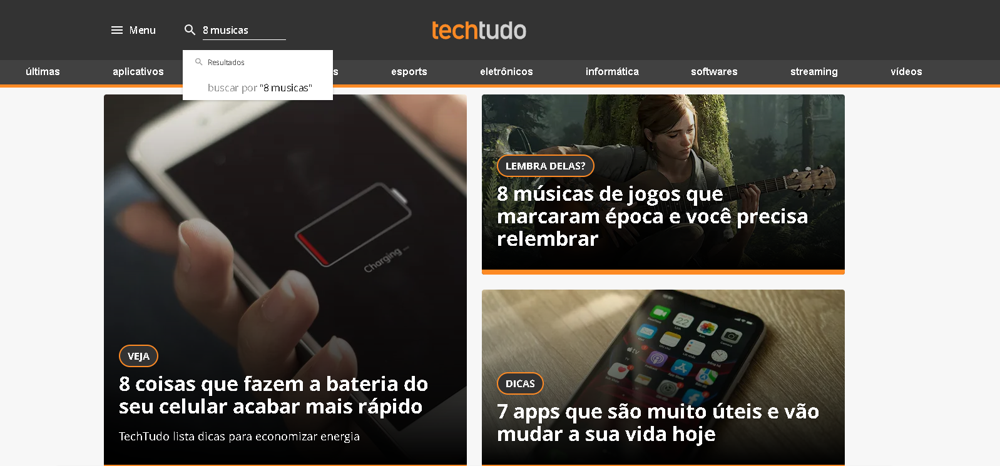 Menu
8 musicas
techtudo
Resultados
buscar por "8 musicas"
últimas
aplicativos
s
esports
eletrônicos
informática
softwares
streaming
vídeos
Charging ...
VEJA
8 coisas que fazem a bateria do
seu celular acabar mais rápido
TechTudo lista dicas para economizar energia
LEMBRA DELAS?
8 músicas de jogos que
marcaram época e você precisa
relembrar
22
tv
DICAS
7 apps que são muito úteis e vão
mudar a sua vida hoje